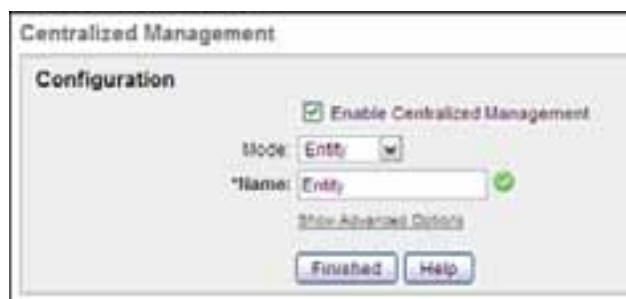 Centralized Management
Configuration
Enable Centralized Management
Mode: Entity
*Name: Entity
Show Advanced Options
Finished Help